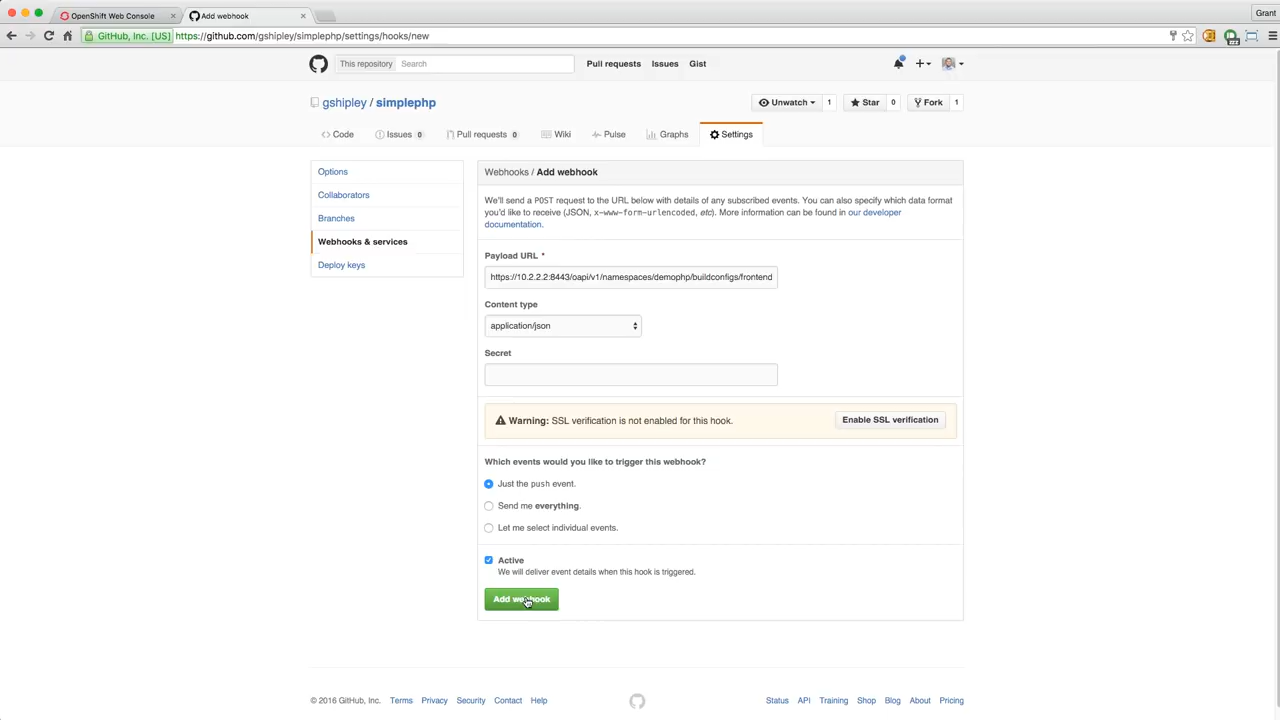 OpenShift Web Console
Add webhook
Grant
GitHub, Inc. [US] https://github.com/gshipley/simplephp/settings/hooks/new
This repository Search
Pull requests Issues Gist
gshipley / simplephp
Unwatch 1 Star 0 Fork 1
Code Issues 0 Pull requests 0 Wiki Pulse Graphs Settings
Options
Collaborators
Branches
Webhooks & services
Deploy keys
Webhooks / Add webhook
We'll send a POST request to the URL below with details of any subscribed events. You can also specify which data format
you'd like to receive (JSON, x-www-form-urlencoded, etc). More information can be found in our developer
documentation.
Payload URL *
https://10.2.2.2:8443/oapi/v1/namespaces/demophp/buildconfigs/frontend
Content type
application/json
Secret
Warning: SSL verification is not enabled for this hook.
Enable SSL verification
Which events would you like to trigger this webhook?
Just the push event.
Send me everything.
Let me select individual events.
Active
We will deliver event details when this hook is triggered.
Add webhook
© 2016 GitHub, Inc. Terms Privacy Security Contact Help
Status API Training Shop Blog About Pricing